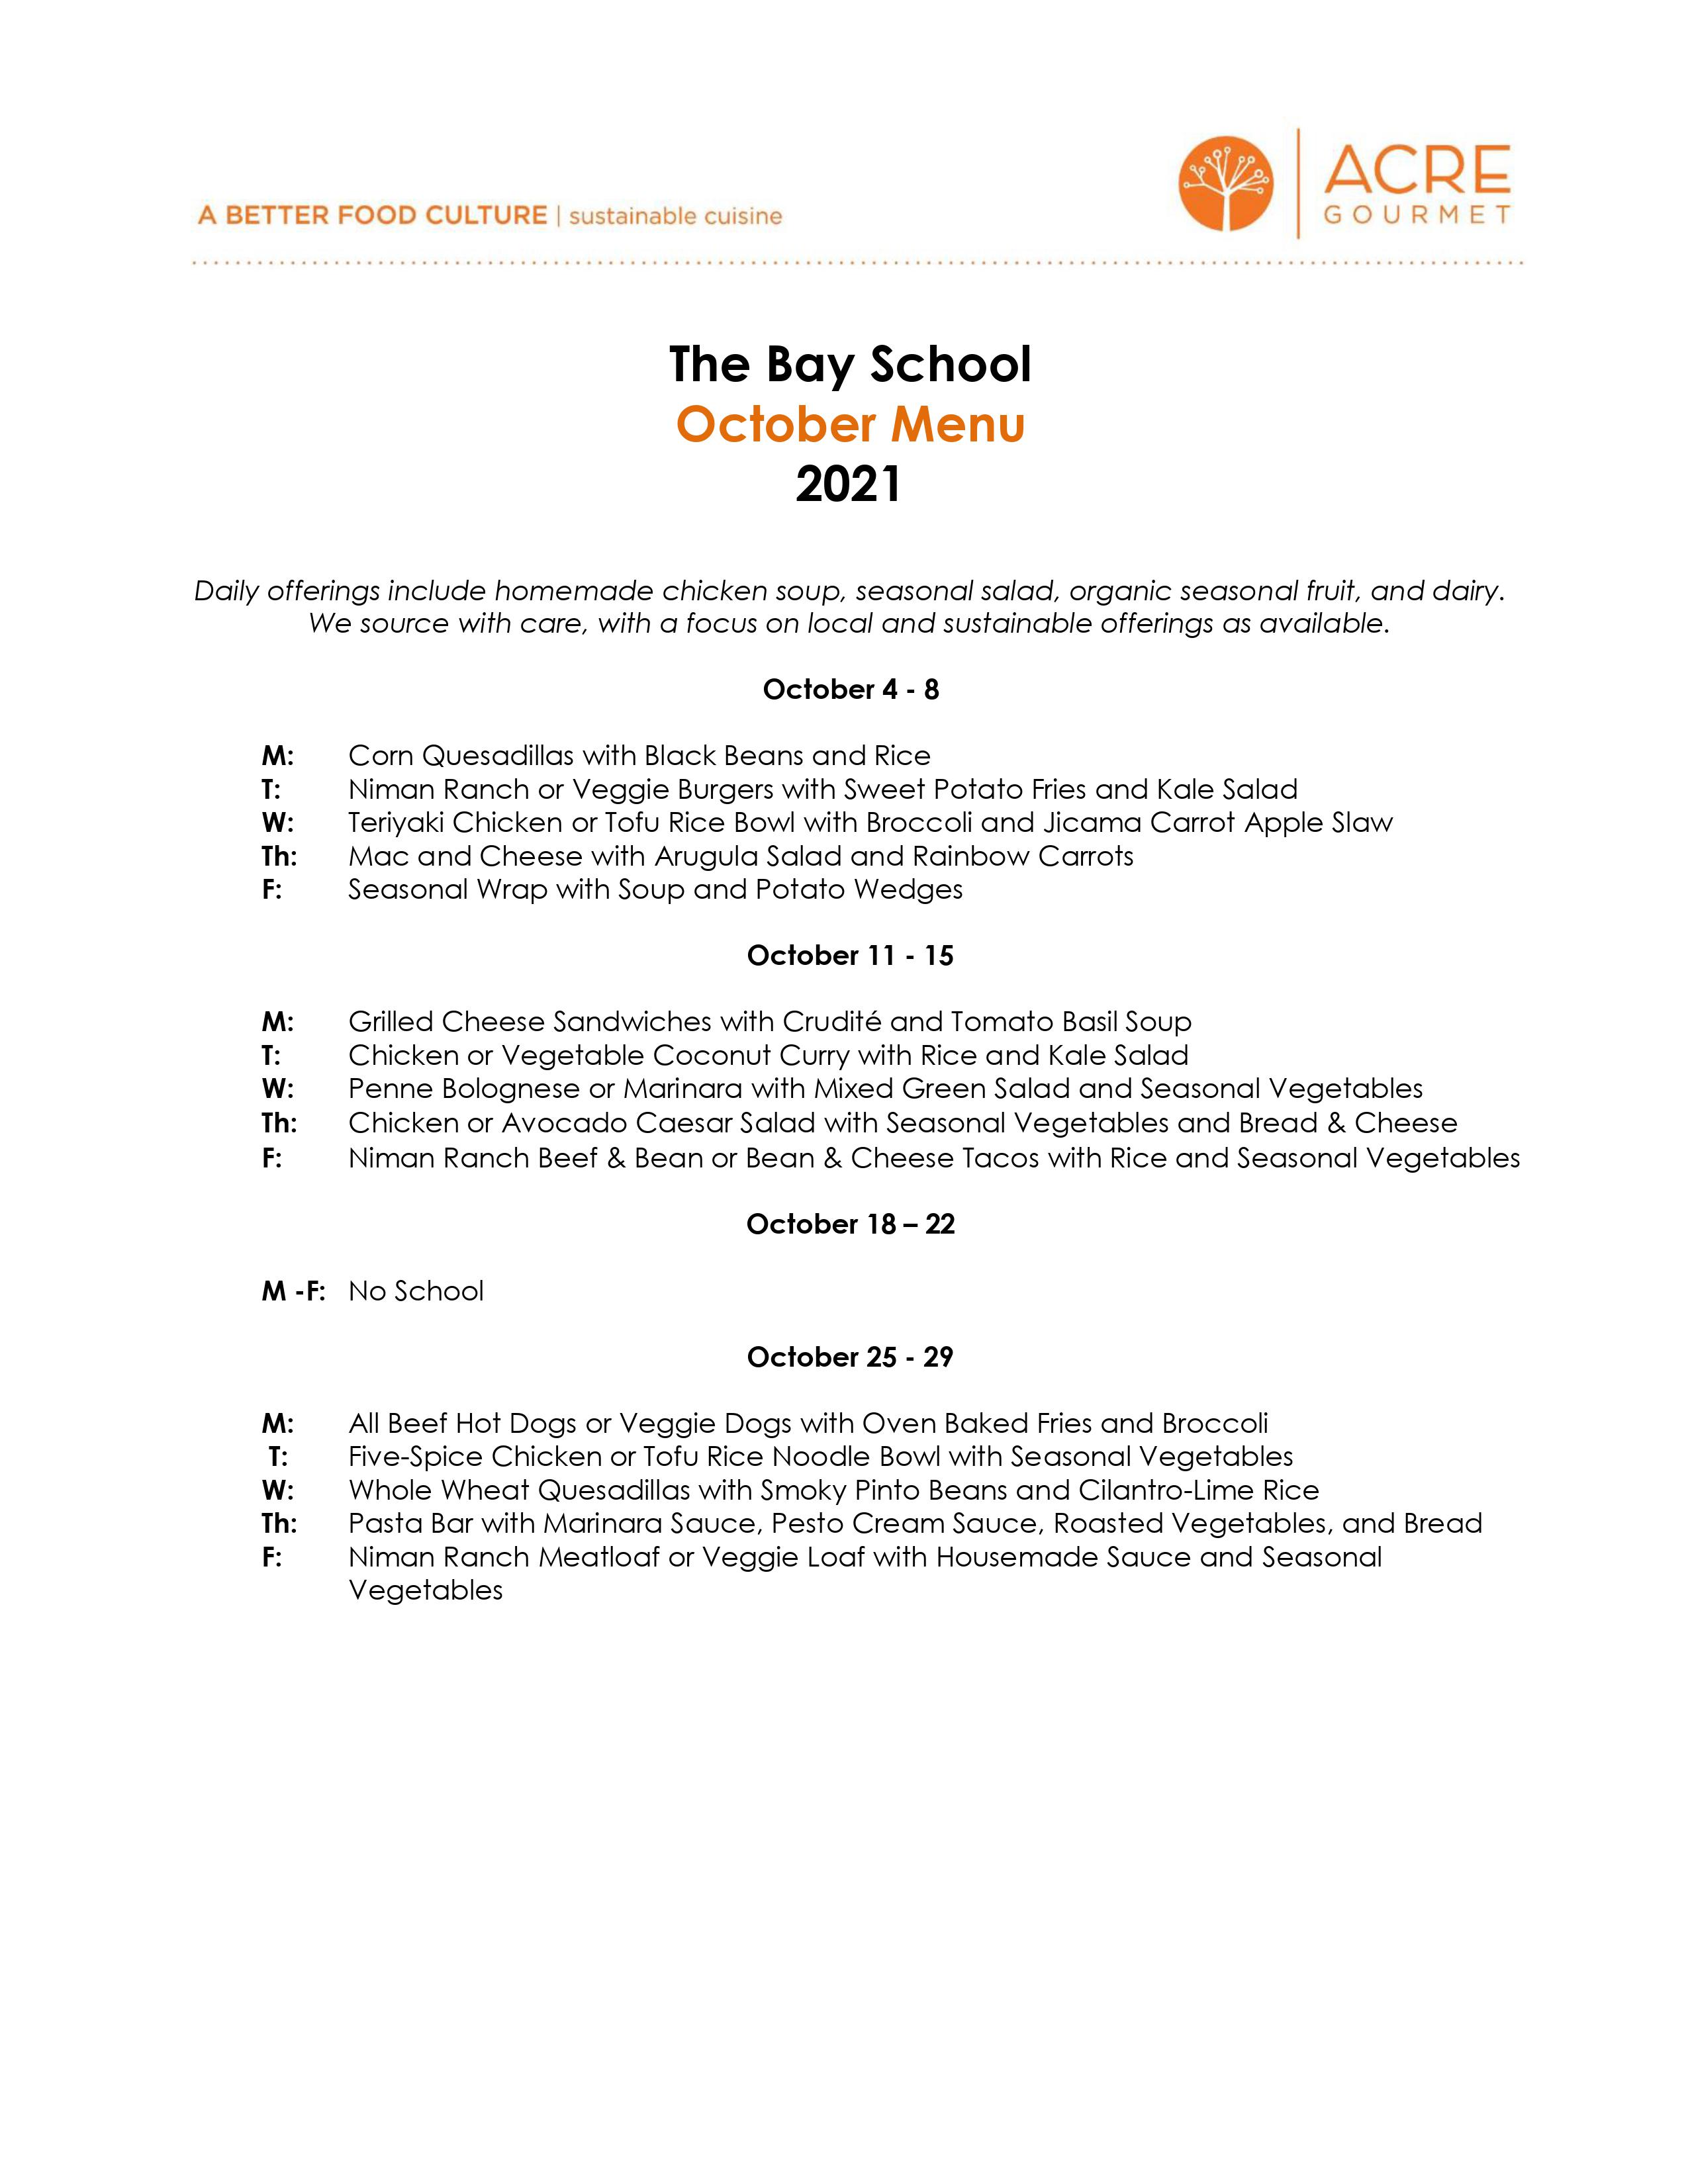 A BETTER FOOD CULTURE | sustainable cuisine
ACRE
GOURMET
The Bay School
October Menu
2021
Daily offerings include homemade chicken soup, seasonal salad, organic seasonal fruit, and dairy.
We source with care, with a focus on local and sustainable offerings as available.
October 4 - 8
M: Corn Quesadillas with Black Beans and Rice
T: Niman Ranch or Veggie Burgers with Sweet Potato Fries and Kale Salad
W: Teriyaki Chicken or Tofu Rice Bowl with Broccoli and Jicama Carrot Apple Slaw
Th: Mac and Cheese with Arugula Salad and Rainbow Carrots
F: Seasonal Wrap with Soup and Potato Wedges
October 11 - 15
M: Grilled Cheese Sandwiches with Crudité and Tomato Basil Soup
T: Chicken or Vegetable Coconut Curry with Rice and Kale Salad
W: Penne Bolognese or Marinara with Mixed Green Salad and Seasonal Vegetables
Th: Chicken or Avocado Caesar Salad with Seasonal Vegetables and Bread & Cheese
F: Niman Ranch Beef & Bean or Bean & Cheese Tacos with Rice and Seasonal Vegetables
October 18 – 22
M -F: No School
October 25 - 29
M: All Beef Hot Dogs or Veggie Dogs with Oven Baked Fries and Broccoli
T: Five-Spice Chicken or Tofu Rice Noodle Bowl with Seasonal Vegetables
W: Whole Wheat Quesadillas with Smoky Pinto Beans and Cilantro-Lime Rice
Th: Pasta Bar with Marinara Sauce, Pesto Cream Sauce, Roasted Vegetables, and Bread
F: Niman Ranch Meatloaf or Veggie Loaf with Housemade Sauce and Seasonal
Vegetables